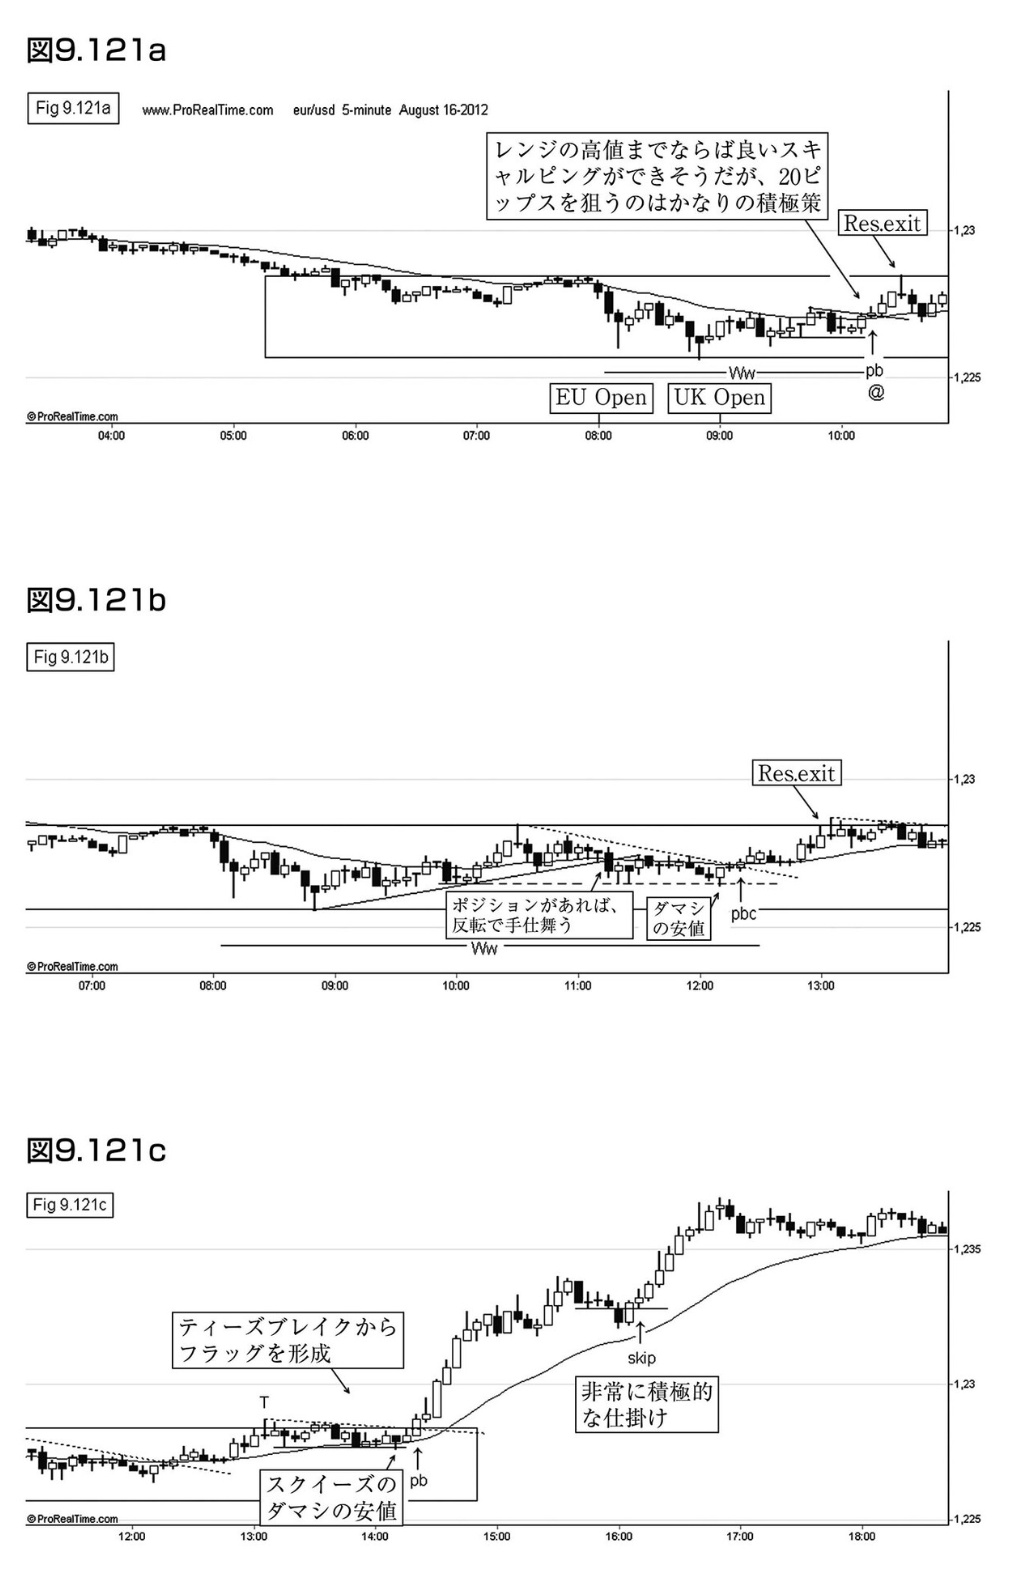 図9.121a
Fig 9.121a
www.ProRealTime.com eur/usd 5-minute August 16-2012
レンジの高値までならば良いスキ
ャルピングができそうだが、20ピ
ップスを狙うのはかなりの積極策
Res.exit
1,23
Ww
pb
@
1,225
EU Open
UK Open
©ProRealTime.com
04:00 05:00 06:00 07:00 08:00 09:00 10:00
図9.121b
Fig 9.121b
Res.exit
1,23
ポジションがあれば、
反転で手仕舞う
ダマシ
の安値
pbc
1,225
Ww
©ProRealTime.com
07:00 08:00 09:00 10:00 11:00 12:00 13:00
図9.121c
Fig 9.121c
1,235
ティーズブレイクから
フラッグを形成
skip
1,23
非常に積極的
な仕掛け
T
pb
スクイーズの
ダマシの安値
©ProRealTime.com
1,225
12:00 13:00 14:00 15:00 16:00 17:00 18:00